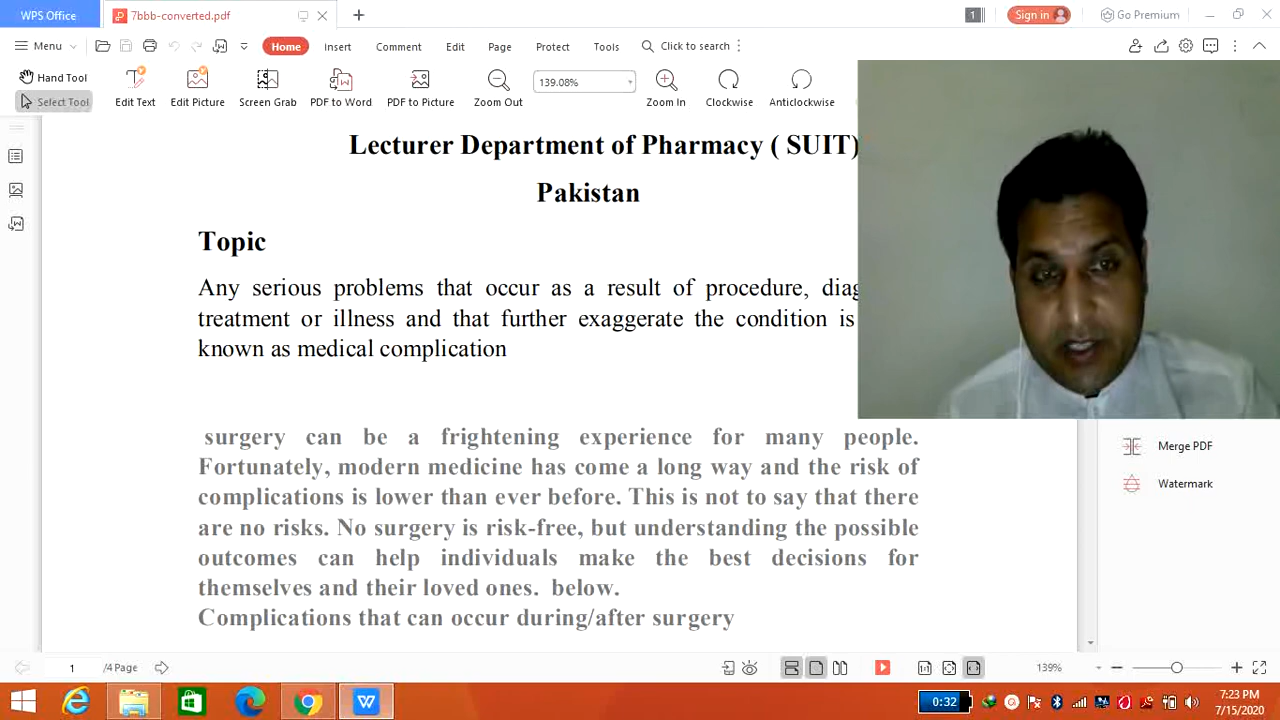 WPS Office
7bbb-converted.pdf
1
Sign in
Go Premium
Menu
Home
Insert
Comment
Edit
Page
Protect
Tools
Click to search
Hand Tool
Select Tool
Edit Text
Edit Picture
Screen Grab
PDF to Word
PDF to Picture
Zoom Out
139.08%
Zoom In
Clockwise
Anticlockwise
Lecturer Department of Pharmacy ( SUIT)
Pakistan
Topic
Any serious problems that occur as a result of procedure,
treatment or illness and that further exaggerate the condition is
known as medical complication
surgery can be a frightening experience for many people.
Fortunately, modern medicine has come a long way and the risk of
complications is lower than ever before. This is not to say that there
are no risks. No surgery is risk-free, but understanding the possible
outcomes can help individuals make the best decisions for
themselves and their loved ones. below.
Complications that can occur during/after surgery
Merge PDF
Watermark
1 /4 Page
139%
0:32
7:23 PM
7/15/2020